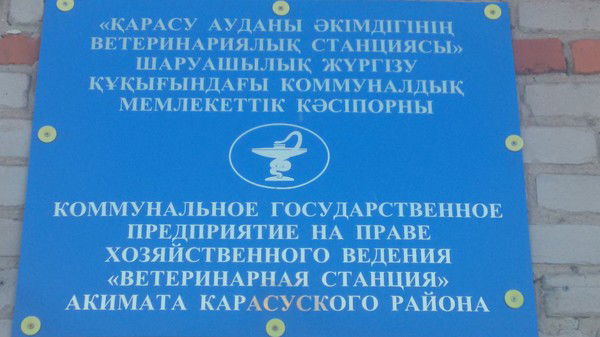 «ҚАРАСУ АУДАНЫ ӘКІМДІГІНІҢ
ВЕТЕРИНАРИЯЛЫҚ СТАНЦИЯСЫ»
ШАРУАШЫЛЫҚ ЖҮРГІЗУ
ҚҰҚЫҒЫНДАҒЫ КОММУНАЛДЫҚ
МЕМЛЕКЕТТІК КӘСІПОРНЫ
КОММУНАЛЬНОЕ ГОСУДАРСТВЕННОЕ
ПРЕДПРИЯТИЕ НА ПРАВЕ
ХОЗЯЙСТВЕННОГО ВЕДЕНИЯ
«ВЕТЕРИНАРНАЯ СТАНЦИЯ»
АКИМАТА КАРАСУСКОГО РАЙОНА